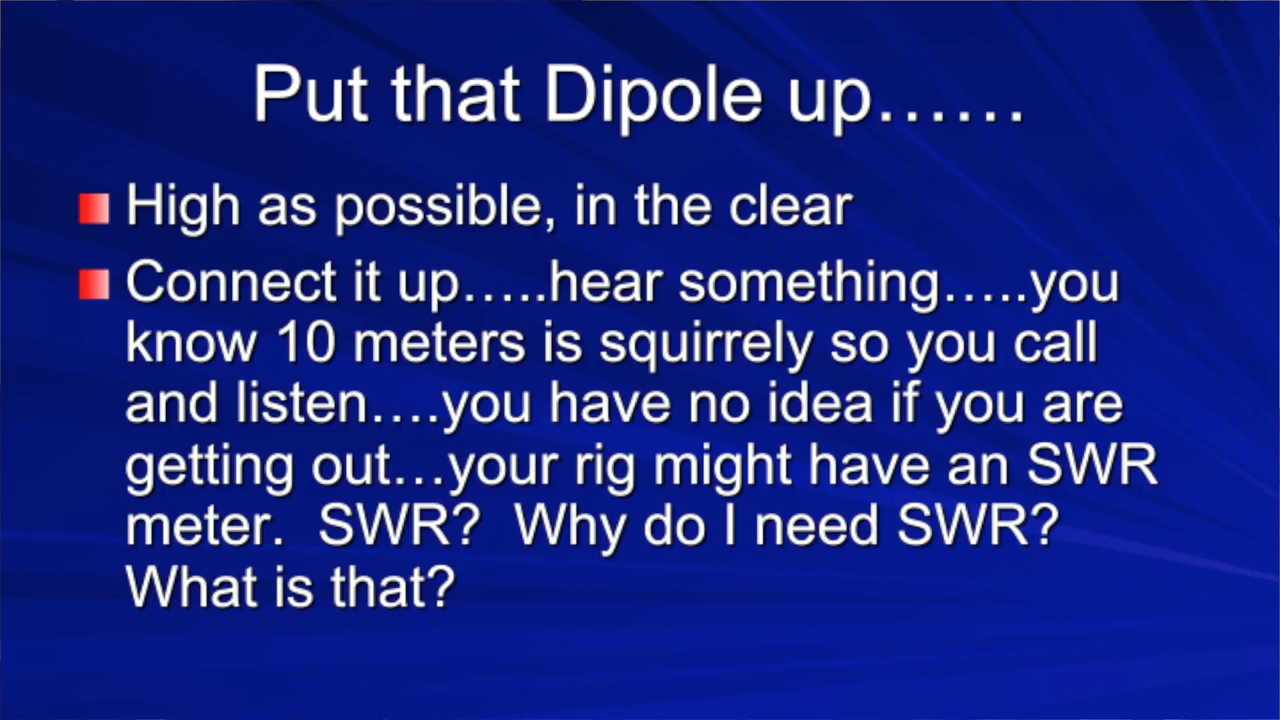 Put that Dipole up……
High as possible, in the clear
Connect it up…..hear something…..you
know 10 meters is squirrely so you call
and listen….you have no idea if you are
getting out…your rig might have an SWR
meter.  SWR?  Why do I need SWR?
What is that?